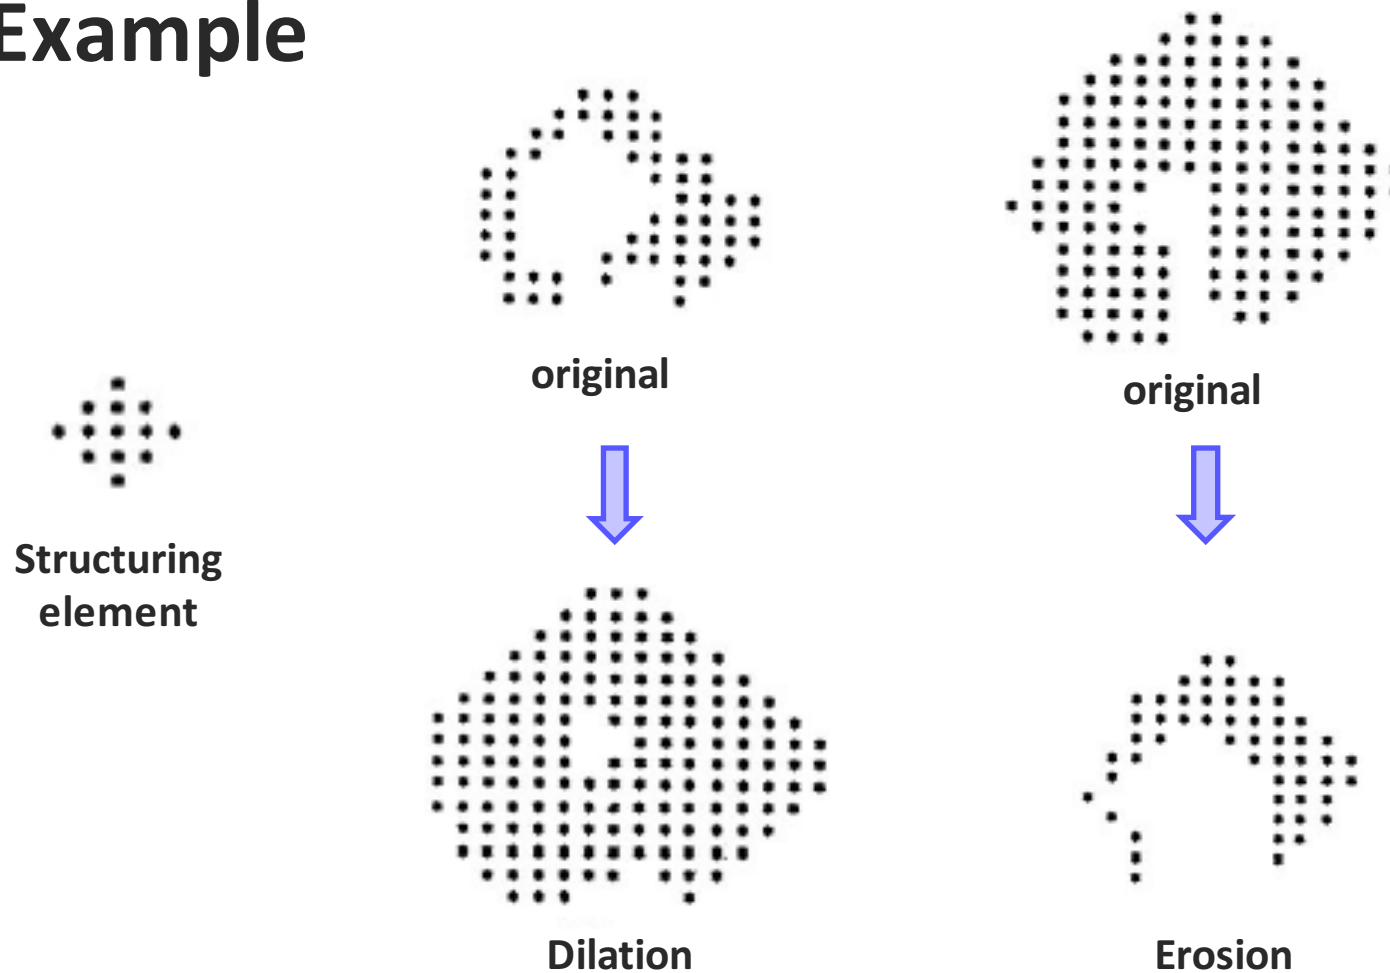 Example
original
original
Structuring
element
Dilation
Erosion